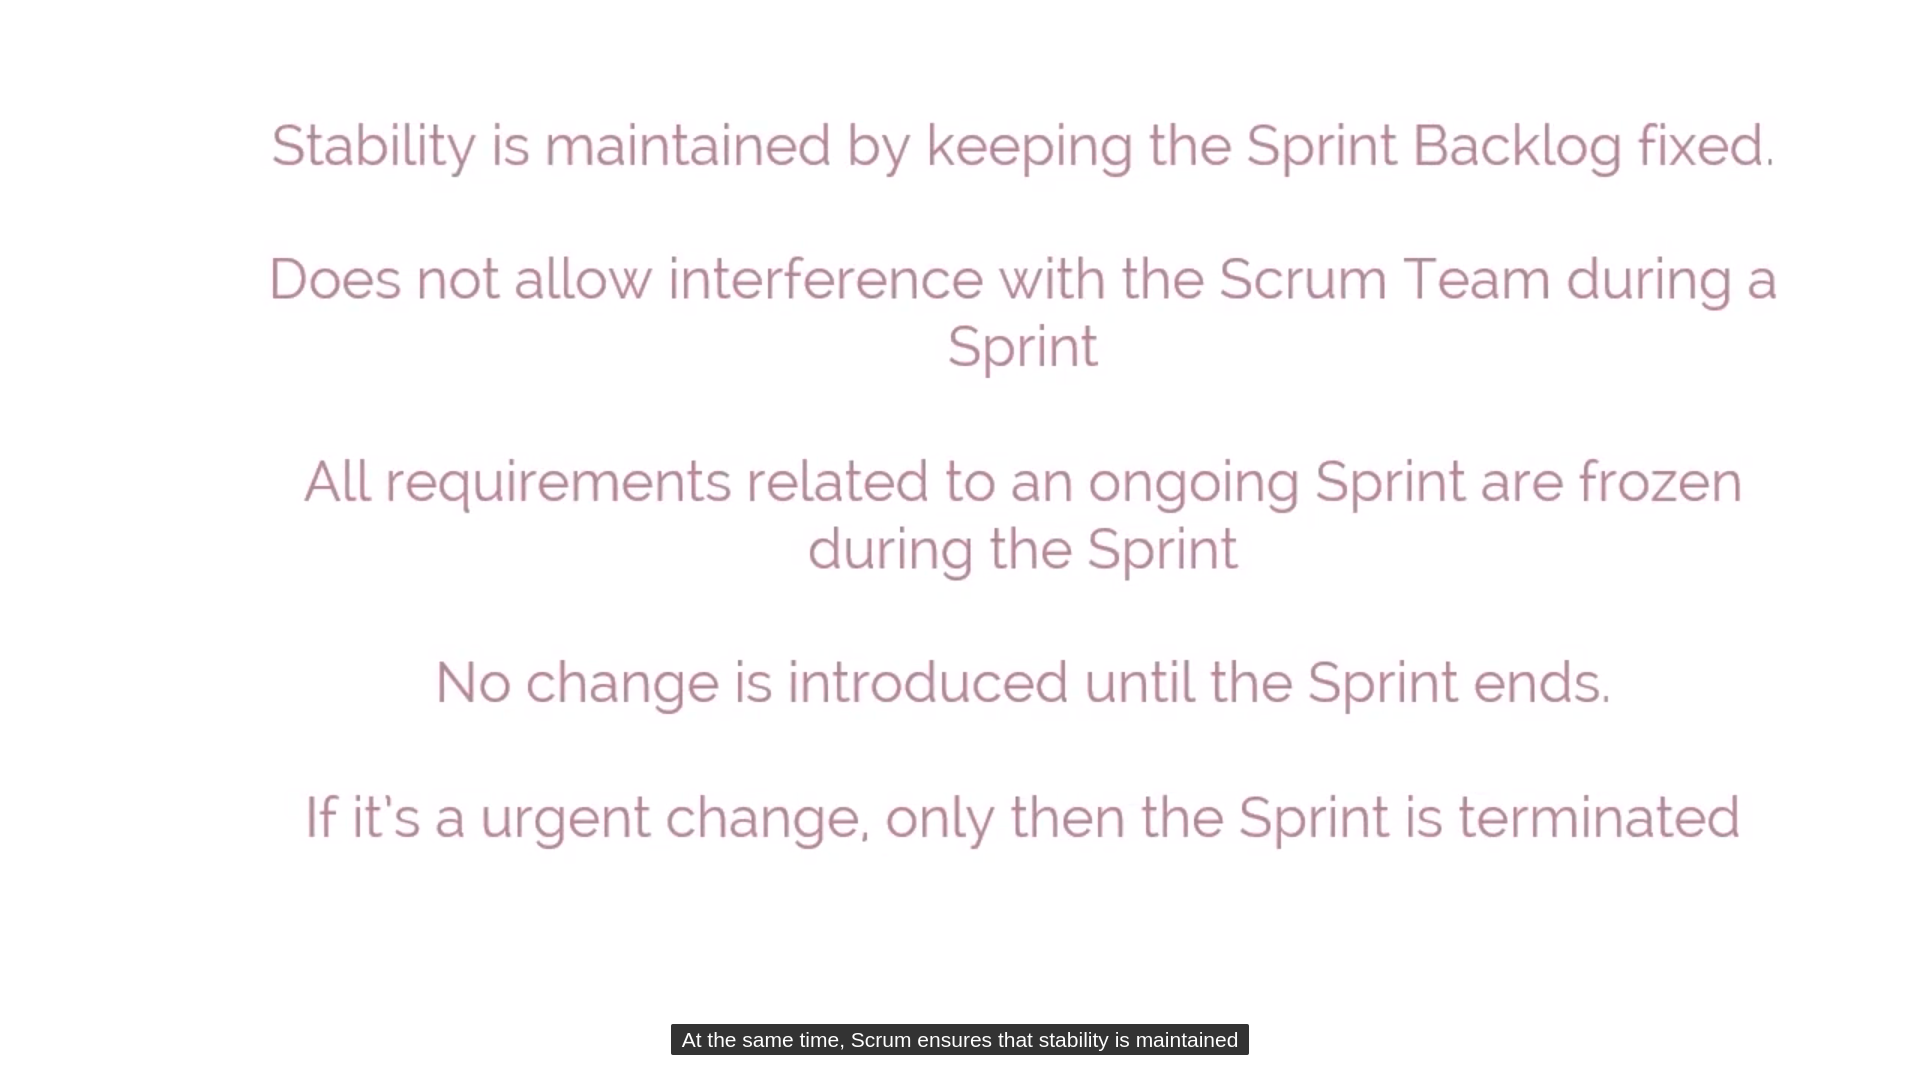 Stability is maintained by keeping the Sprint Backlog fixed.
Does not allow interference with the Scrum Team during a
Sprint
All requirements related to an ongoing Sprint are frozen
during the Sprint
No change is introduced until the Sprint ends.
If it's a urgent change, only then the Sprint is terminated
At the same time, Scrum ensures that stability is maintained